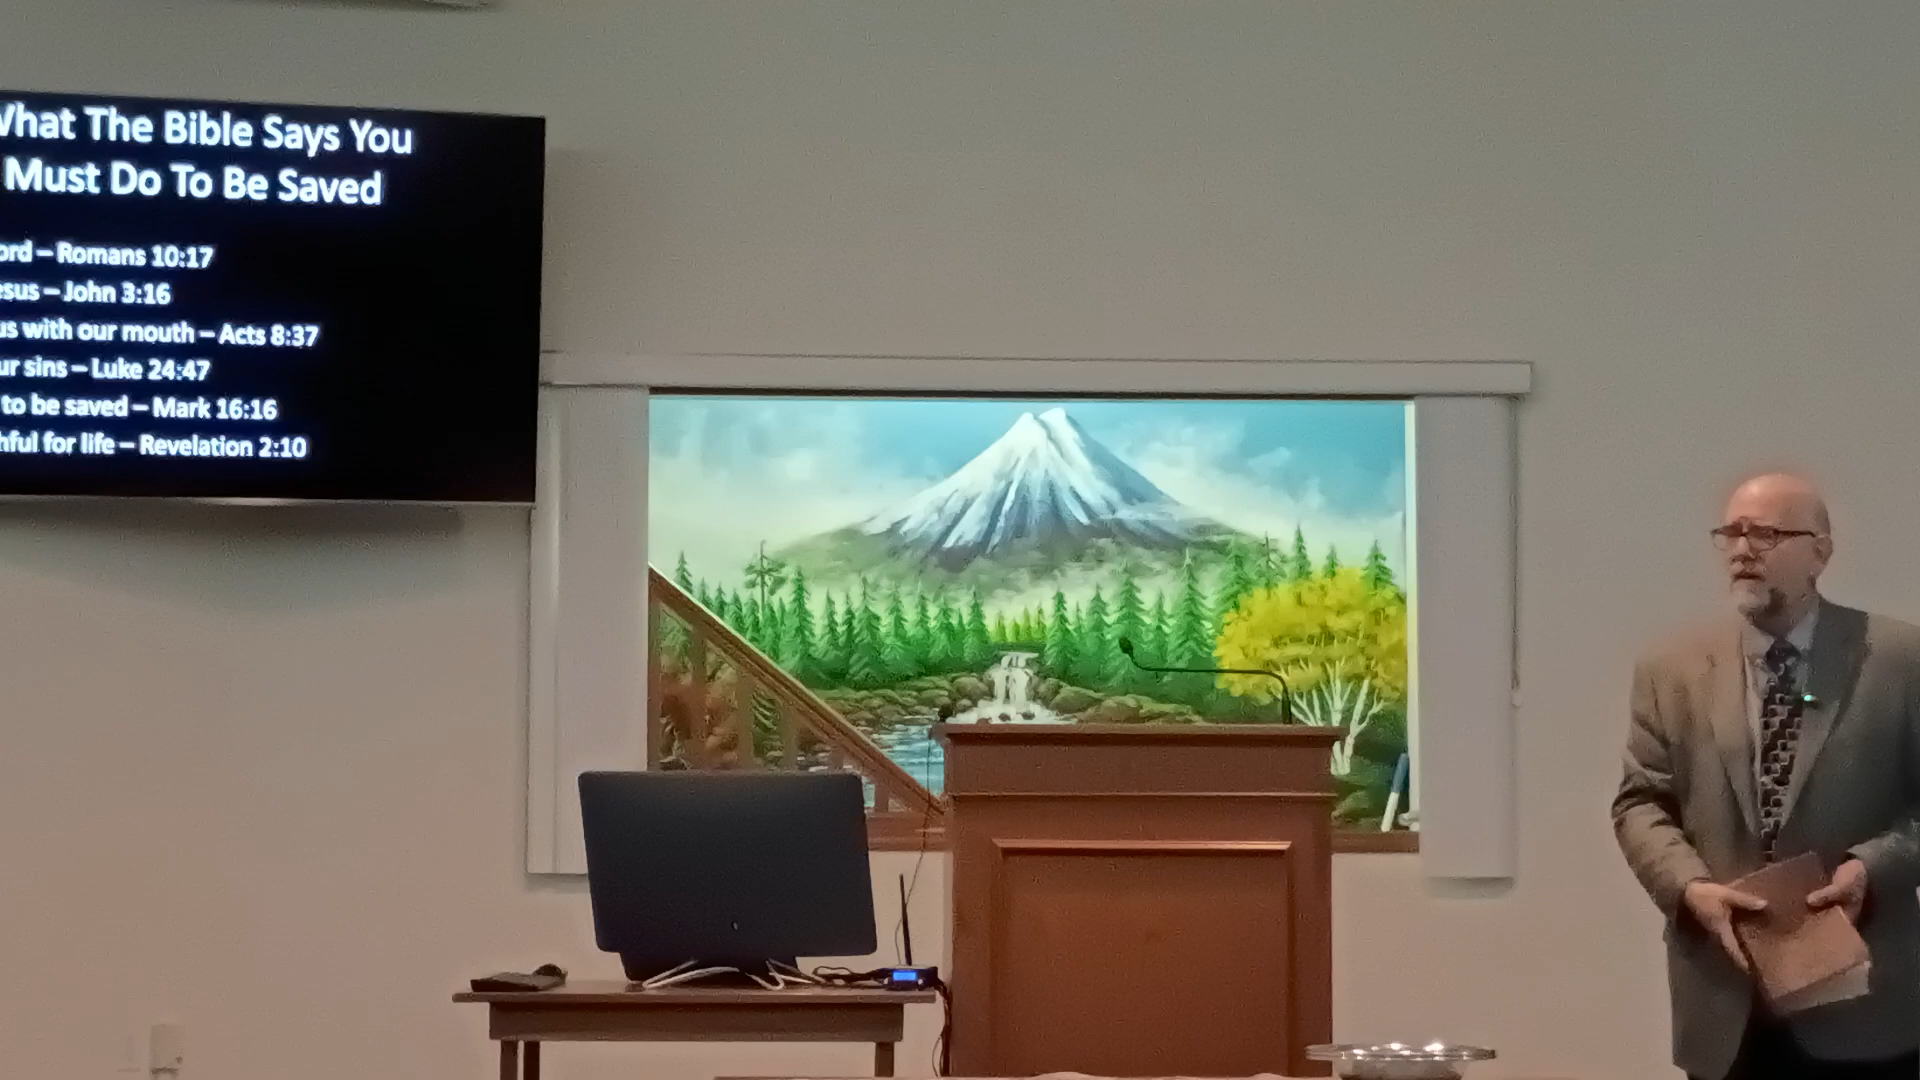 What The Bible Says You
Must Do To Be Saved
ord – Romans 10:17
esus – John 3:16
us with our mouth – Acts 8:37
ur sins – Luke 24:47
to be saved – Mark 16:16
hful for life – Revelation 2:10